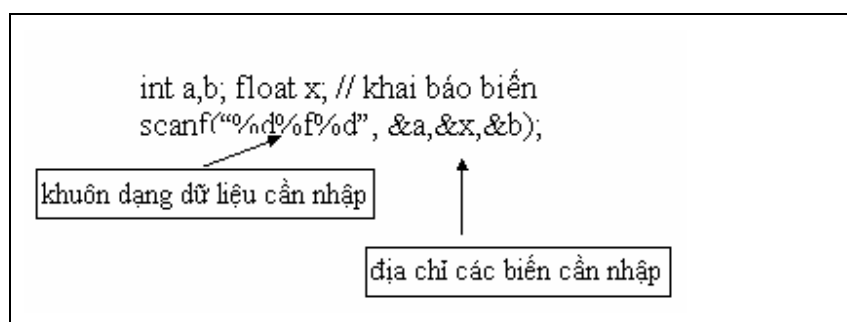 int a,b; float x; // khai báo biến
scanf(“%d%f%d”, &a,&x,&b);
khuôn dạng dữ liệu cần nhập
địa chỉ các biến cần nhập